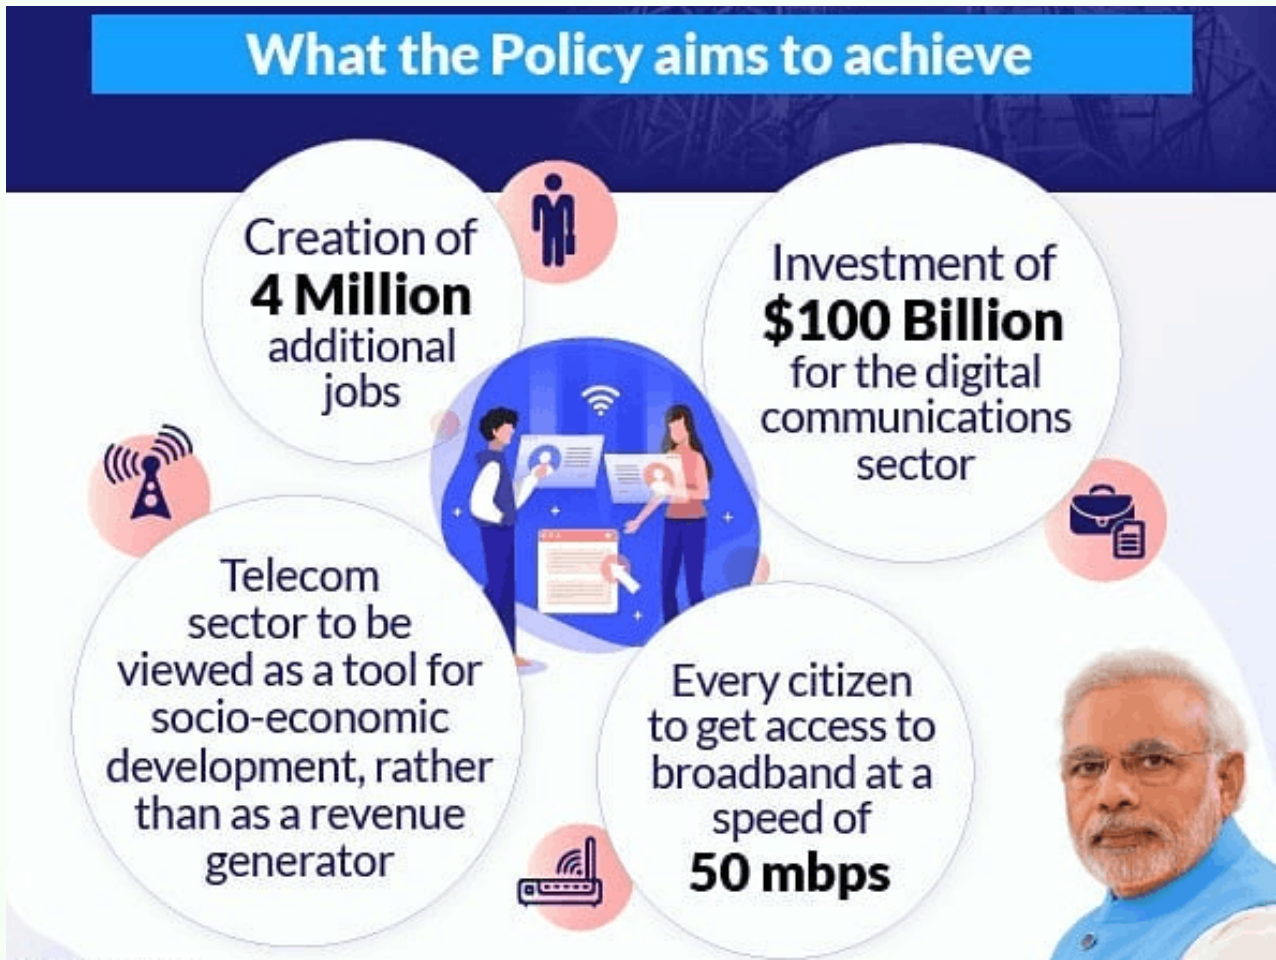 What the Policy aims to achieve
Creation of
4 Million
additional
jobs
Investment of
$100 Billion
for the digital
communications
sector
Telecom
sector to be
viewed as a tool for
socio-economic
development, rather
than as a revenue
generator
Every citizen
to get access to
broadband at a
speed of
50 mbps